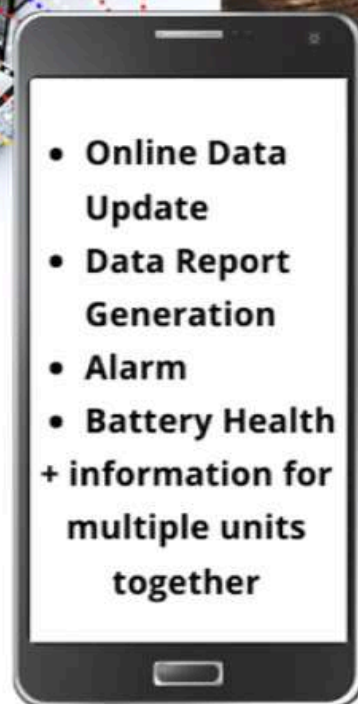 • Online Data
Update
• Data Report
Generation
• Alarm
• Battery Health
+ information for
multiple units
together